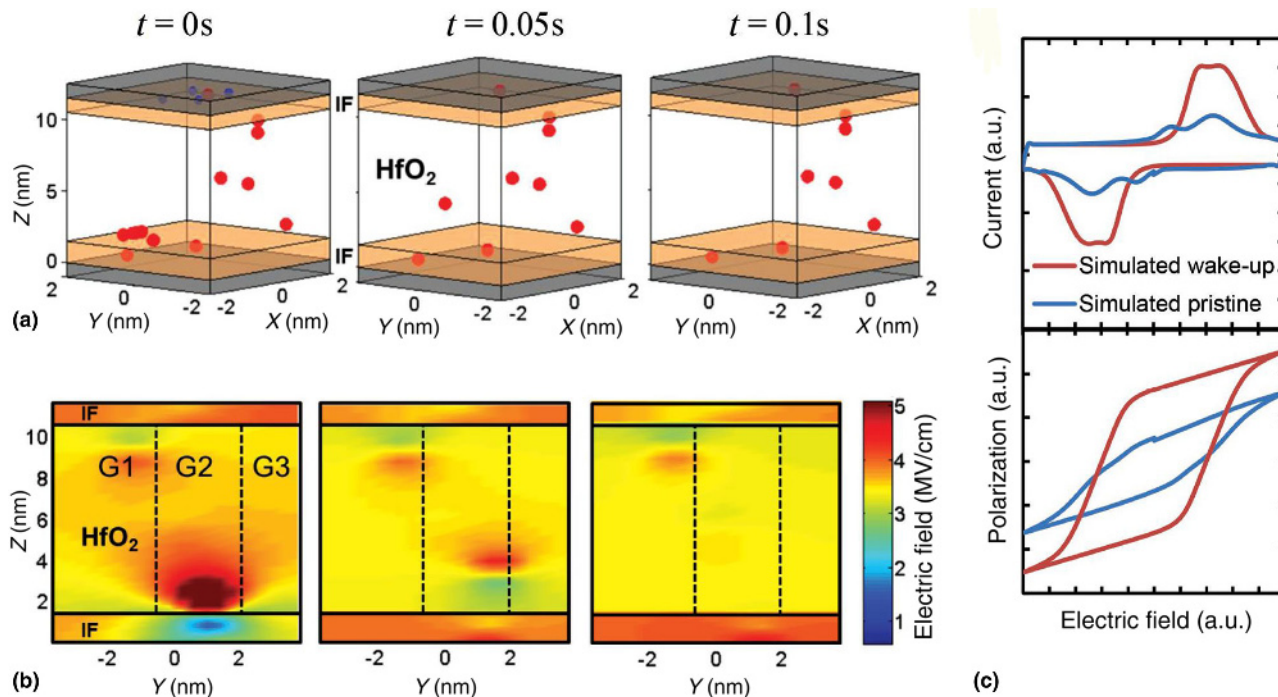 t = 0s
t = 0.05s
t = 0.1s
IF
HfO2
IF
Z (nm)
10
5
0
2
0
-2
-2
0
2
Y (nm)
X (nm)
0
-2
-2
0
2
Y (nm)
X (nm)
0
-2
-2
0
2
Y (nm)
X (nm)
(a)
IF
G1
G2
G3
HfO2
IF
Z (nm)
10
8
6
4
2
-2
0
2
Y (nm)
-2
0
2
Y (nm)
-2
0
2
Y (nm)
5
4
3
2
1
Electric field (MV/cm)
(b)
Current (a.u.)
Simulated wake-up
Simulated pristine
Polarization (a.u.)
Electric field (a.u.)
(c)